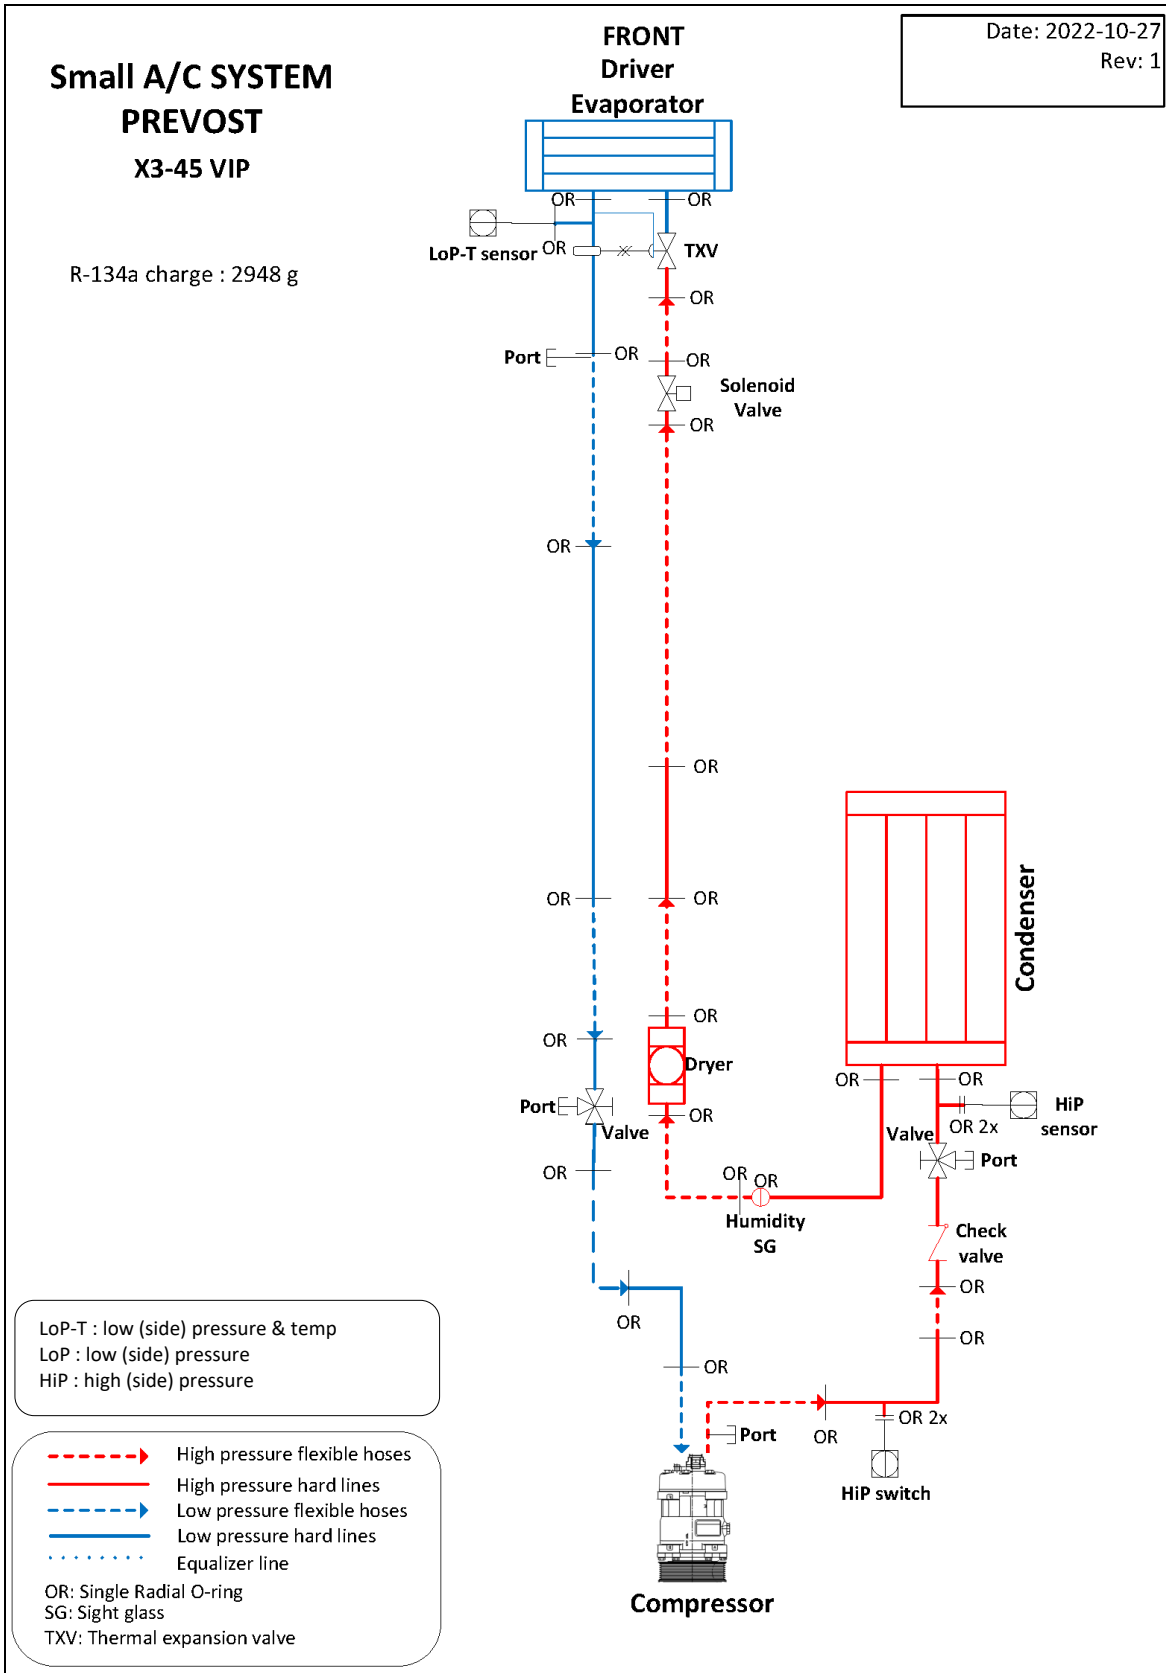 Small A/C SYSTEM
PREVOST
X3-45 VIP
R-134a charge : 2948 g
FRONT
Driver
Evaporator
Date: 2022-10-27
Rev: 1
OR
OR
LoP-T sensor
OR
TXV
OR
Port
OR
OR
Solenoid
Valve
OR
OR
OR
OR
OR
OR
OR
Dryer
Port
Valve
OR
OR
Condenser
OR
OR
HiP
sensor
OR 2x
Valve
Port
OR
OR
Humidity
SG
Check
valve
OR
OR
OR
OR
Port
OR
OR 2x
HiP switch
Compressor
LoP-T : low (side) pressure & temp
LoP : low (side) pressure
HiP : high (side) pressure
High pressure flexible hoses
High pressure hard lines
Low pressure flexible hoses
Low pressure hard lines
Equalizer line
OR: Single Radial O-ring
SG: Sight glass
TXV: Thermal expansion valve